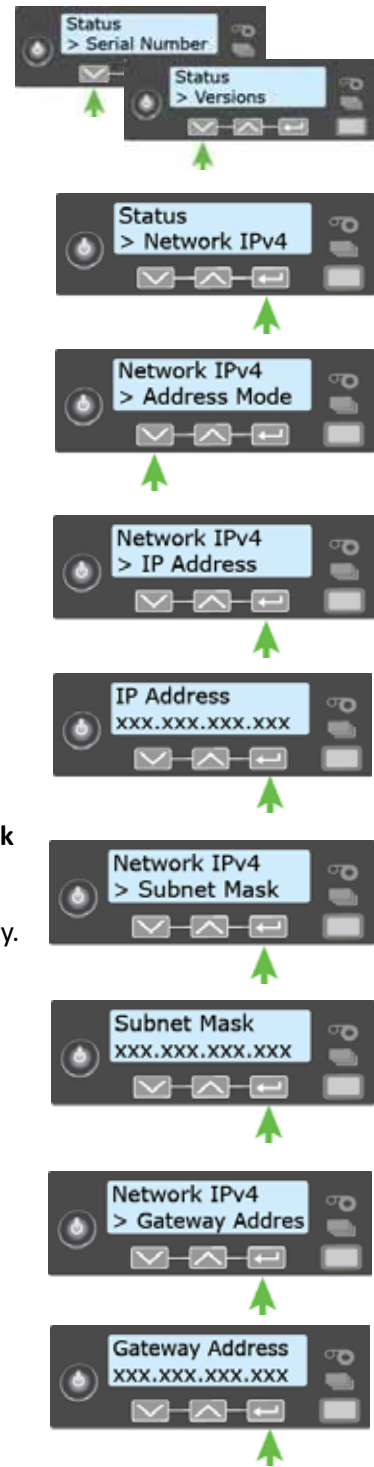 Status
> Serial Number
Status
> Versions
Status
> Network IPv4
Network IPv4
> Address Mode
Network IPv4
> IP Address
IP Address
xxx.xxx.xxx.xxx
k
Network IPv4
> Subnet Mask
y.
Subnet Mask
xxx.xxx.xxx.xxx
Network IPv4
> Gateway Addres
Gateway Address
xxx.xxx.xxx.xxx